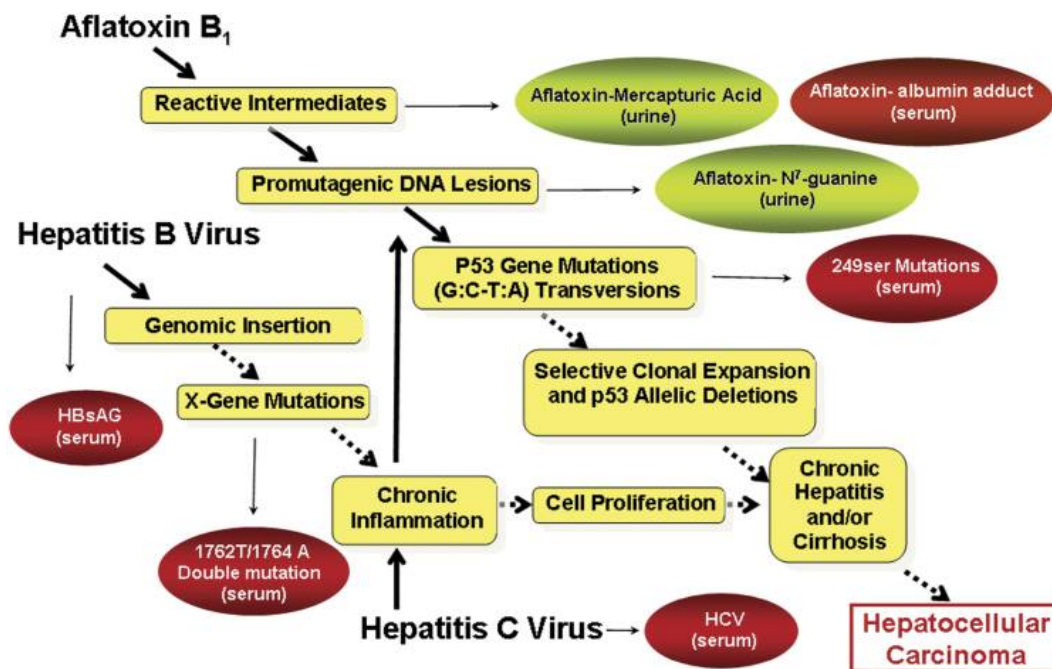 Aflatoxin B1
Reactive Intermediates
Aflatoxin-Mercapturic Acid
(urine)
Aflatoxin- albumin adduct
(serum)
Promutagenic DNA Lesions
Aflatoxin- N7-guanine
(urine)
Hepatitis B Virus
P53 Gene Mutations
(G:C-T:A) Transversions
249ser Mutations
(serum)
Genomic Insertion
Selective Clonal Expansion
and p53 Allelic Deletions
X-Gene Mutations
HBsAG
(serum)
Chronic
Inflammation
Cell Proliferation
Chronic
Hepatitis
and/or
Cirrhosis
1762T/1764 A
Double mutation
(serum)
Hepatitis C Virus
HCV
(serum)
Hepatocellular
Carcinoma